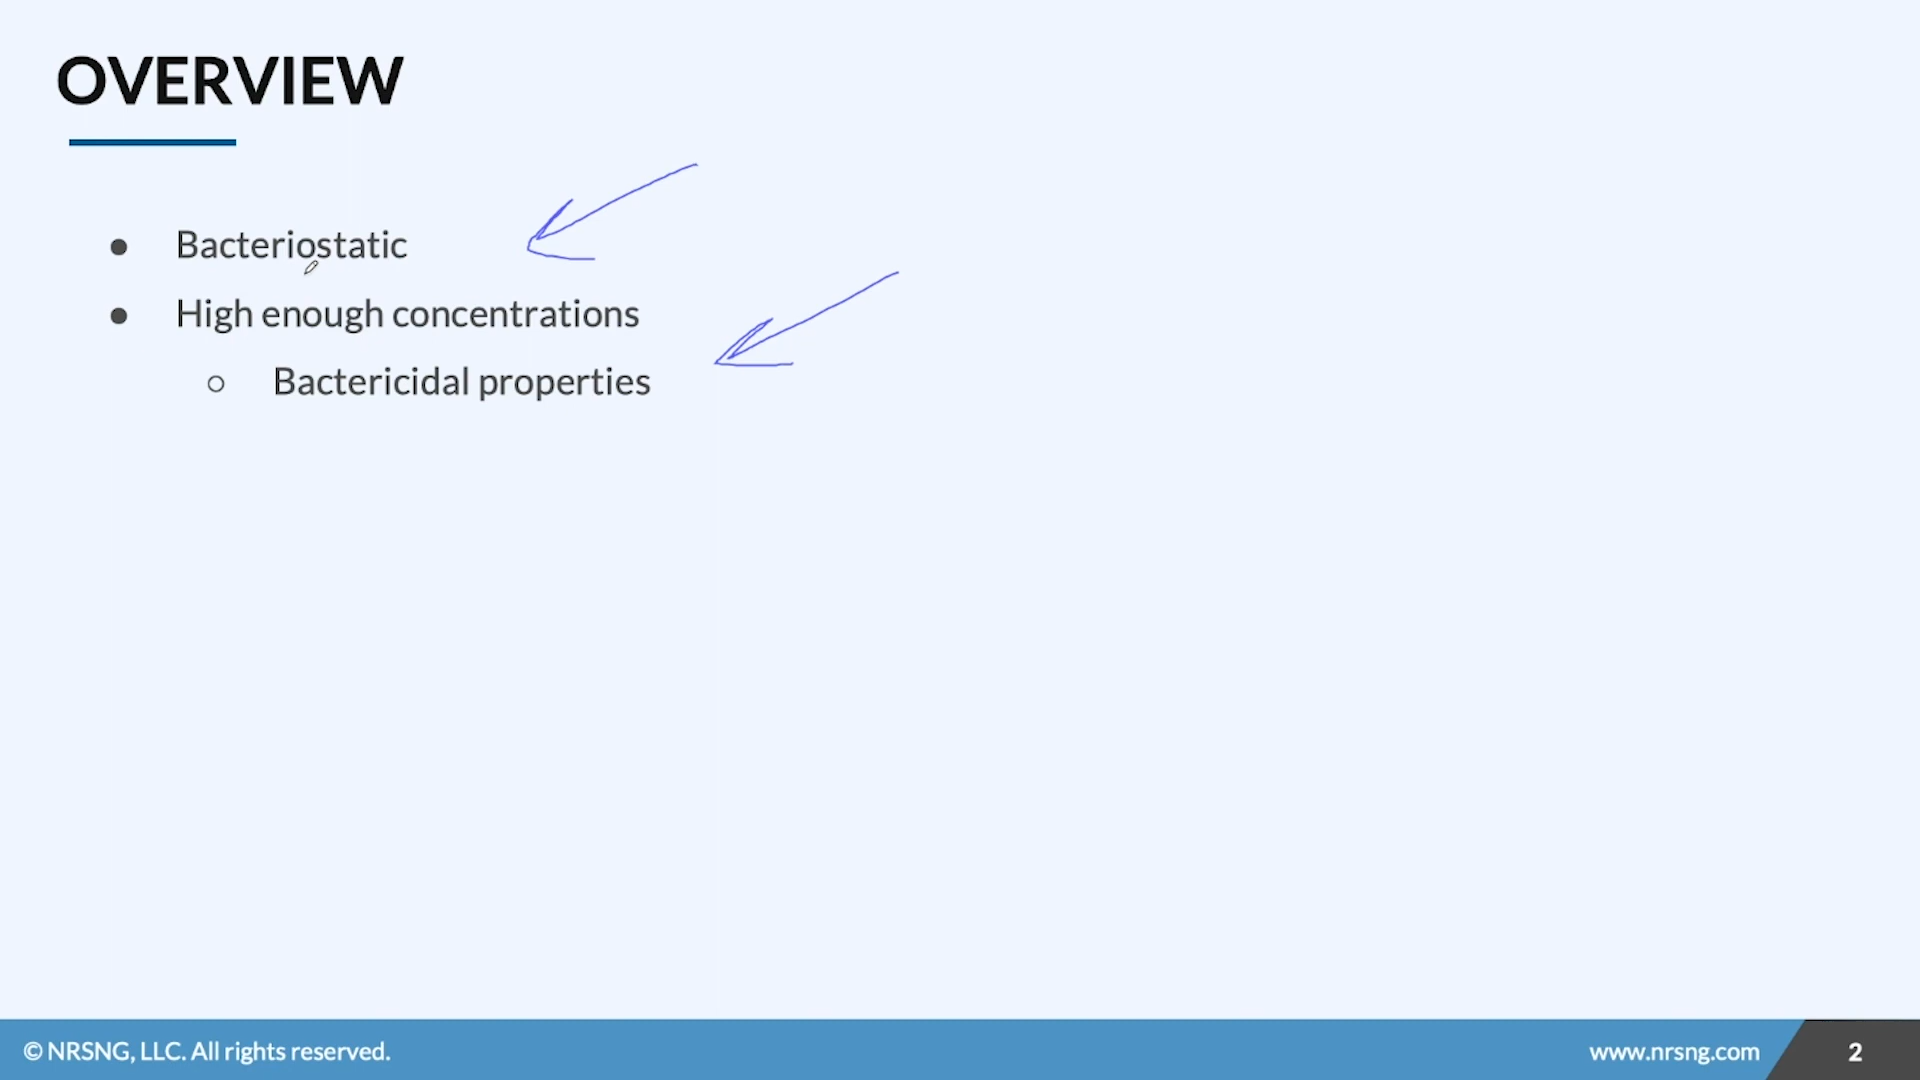 OVERVIEW
● Bacteriostatic
● High enough concentrations
○ Bactericidal properties
© NRSNG, LLC. All rights reserved.
www.nrsng.com
2